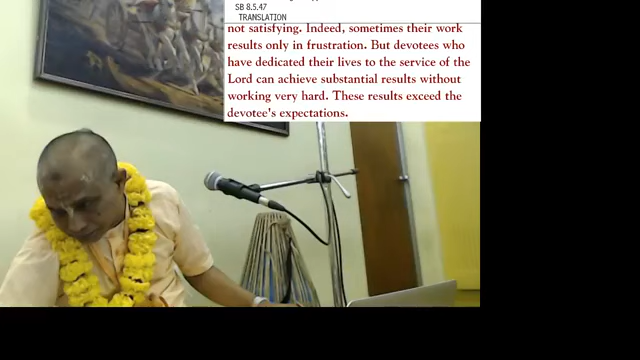 SB 8.5.47
TRANSLATION
not satisfying. Indeed, sometimes their work
results only in frustration. But devotees who
have dedicated their lives to the service of the
Lord can achieve substantial results without
working very hard. These results exceed the
devotee's expectations.